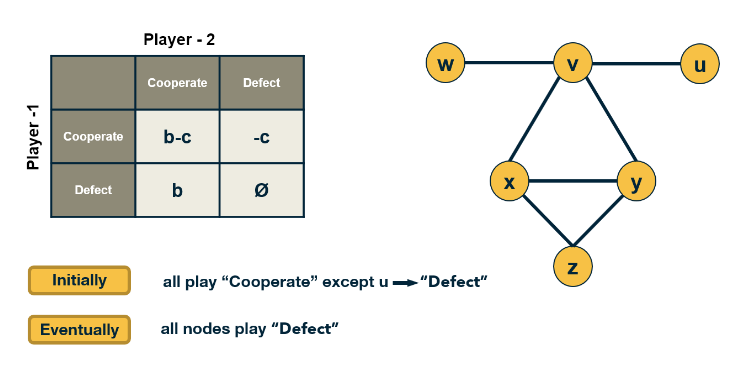 Player - 2
Player -1
Cooperate Defect
Cooperate b-c -c
Defect b Ø
w v u
x y
z
Initially all play “Cooperate” except u → “Defect”
Eventually all nodes play “Defect”